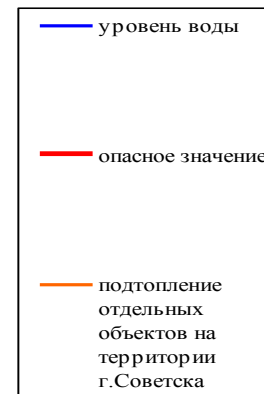 уровень воды
опасное значение
подтопление
отдельных
объектов на
территории
г.Советска